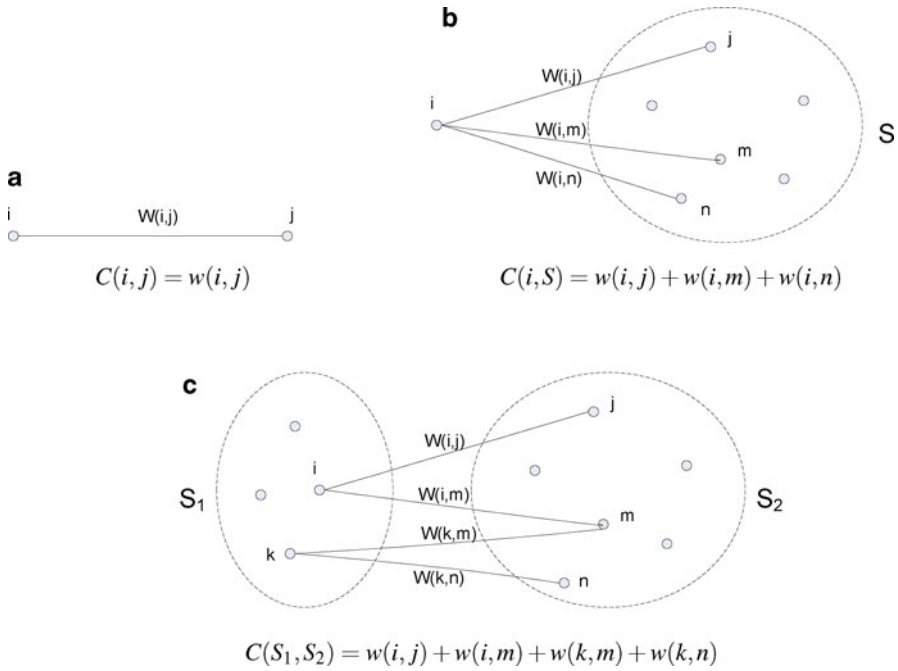 a
i
W(i,j)
j
C(i, j) = w(i, j)
b
j
W(i,j)
i
W(i,m)
m
S
W(i,n)
n
C(i,S) = w(i, j) + w(i,m) + w(i,n)
c
j
W(i,j)
i
W(i,m)
S₁
S₂
m
W(k,m)
k
W(k,n)
n
C(S₁,S₂) = w(i, j) + w(i,m) + w(k,m) + w(k,n)